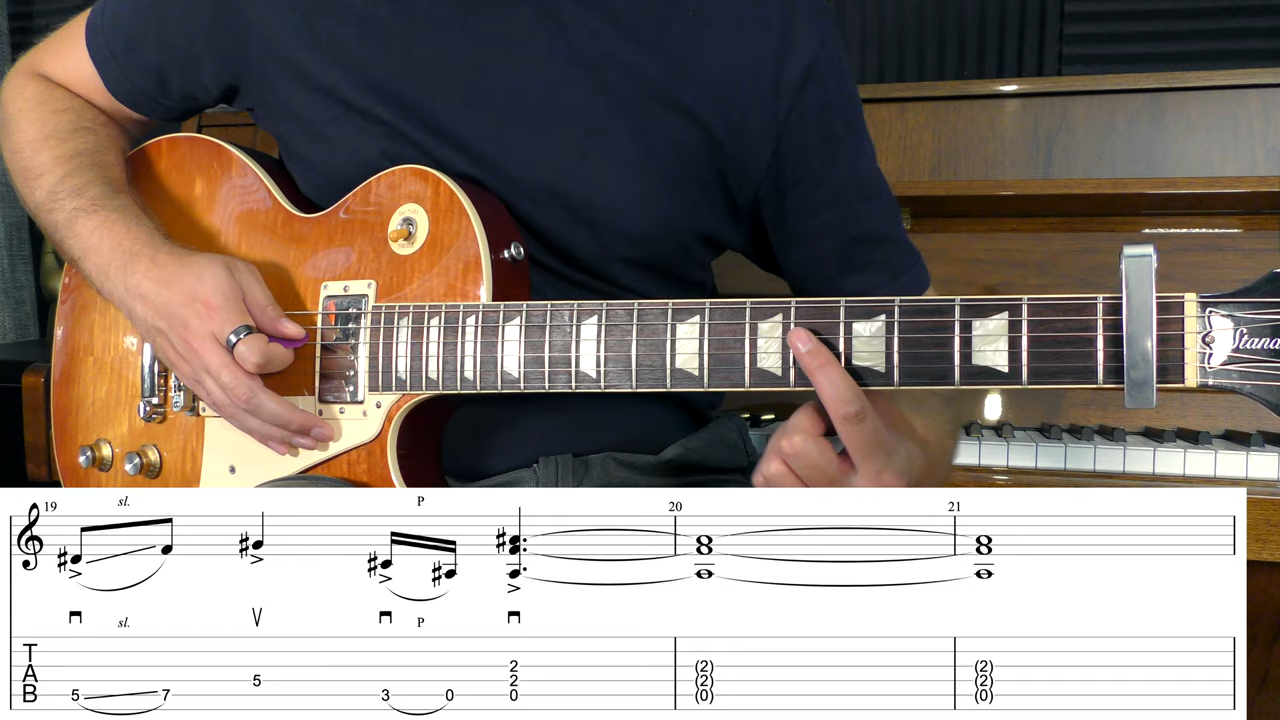 Stand
19 sl. P 20 21
sl. P
T
A
B
2 (2) (2)
5 2 (2) (2)
5 7 3 0 0 (0) (0)